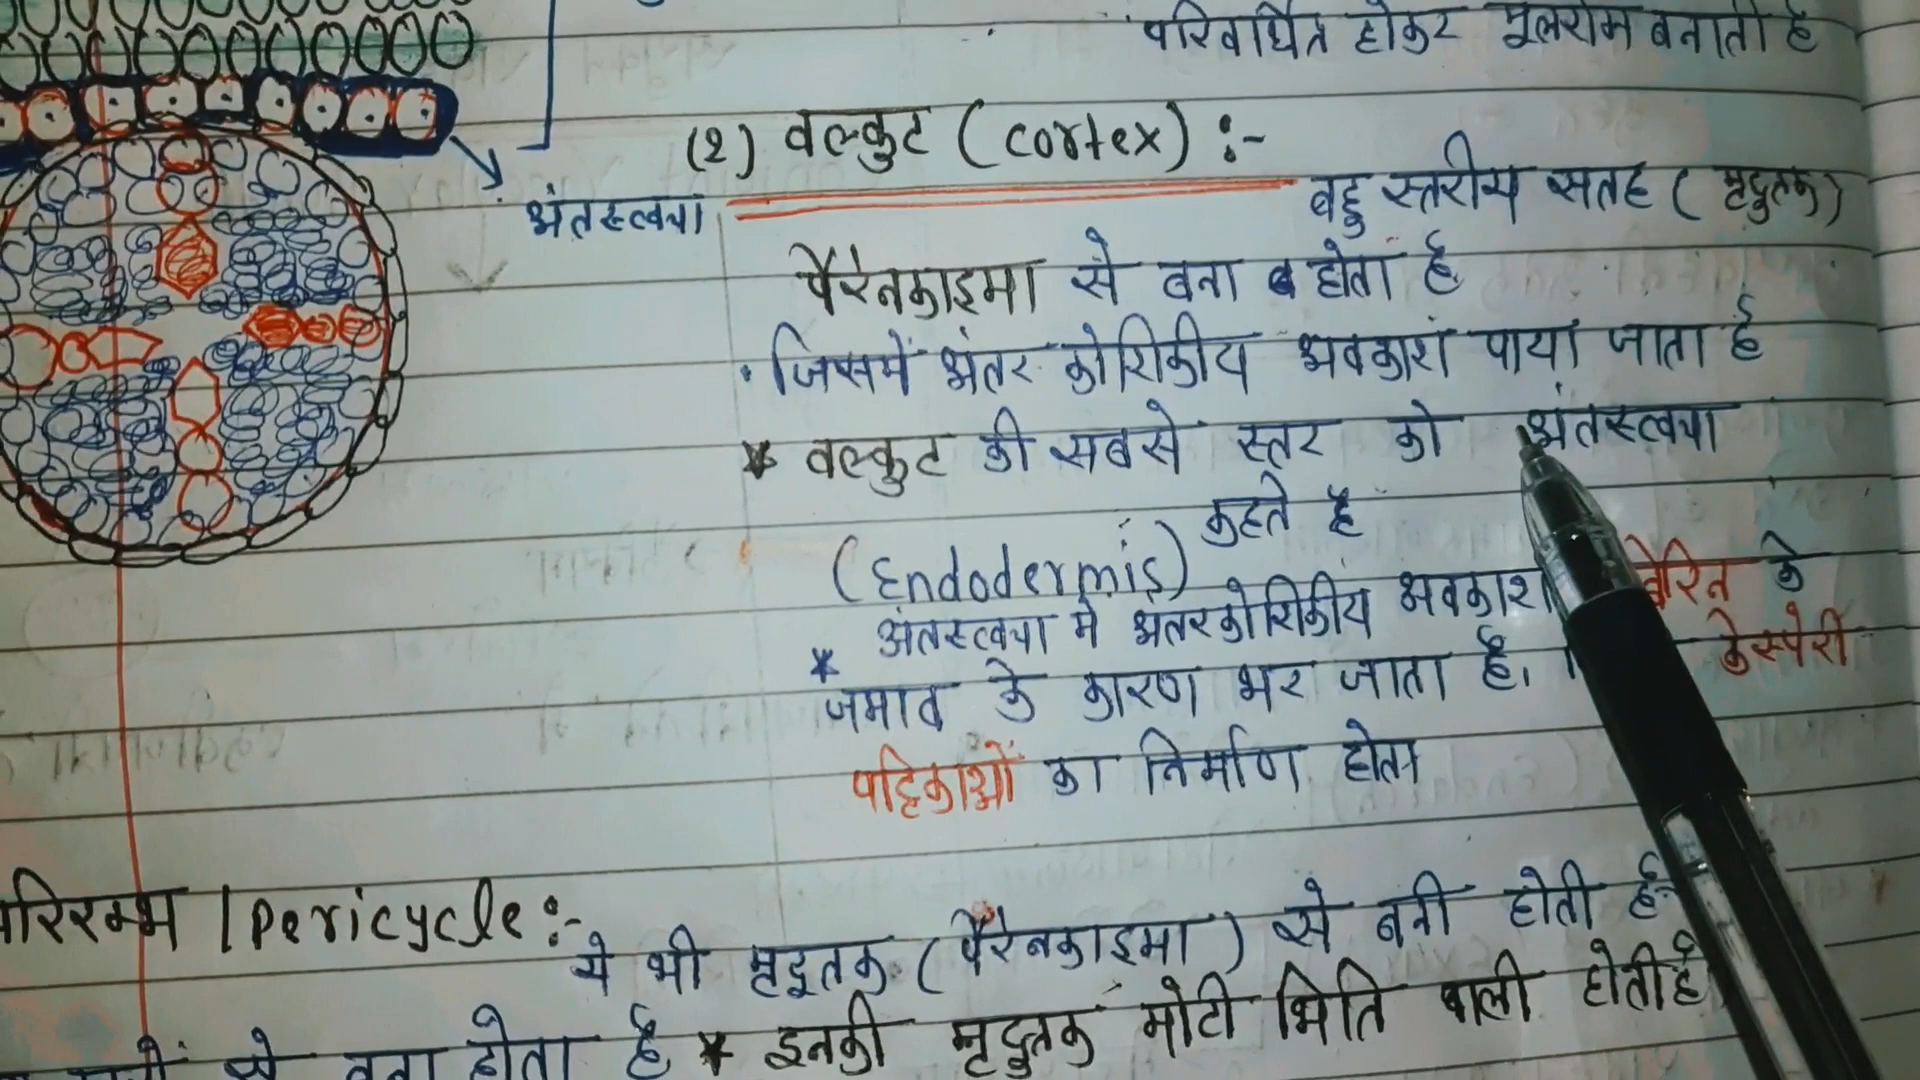 परिवर्धित होकर मूलरोम बनाती है
(2) वल्कुट (cortex) :-
अंतस्त्वचा
बहु स्तरीय सतह (मृदुतक)
पैरेनकाइमा से बना होता है
· जिसमें अंतर कोशिकीय अवकाश पाया जाता है
* वल्कुट की सबसे स्तर को अंतस्त्वचा
(Endodermis) कहते है
* अंतस्त्वचा मे अंतरकोशिकीय अवकाश के
जमाव के कारण भर जाता है। केस्पेरी
पट्टिकाओं का निर्माण होता
परिरम्भ / Pericycle :-
ये भी मृदूतक (पैरेनकाइमा) से बनी होती है
से बना होता है * इनकी मृदुतक मोटी भिति वाली होती है